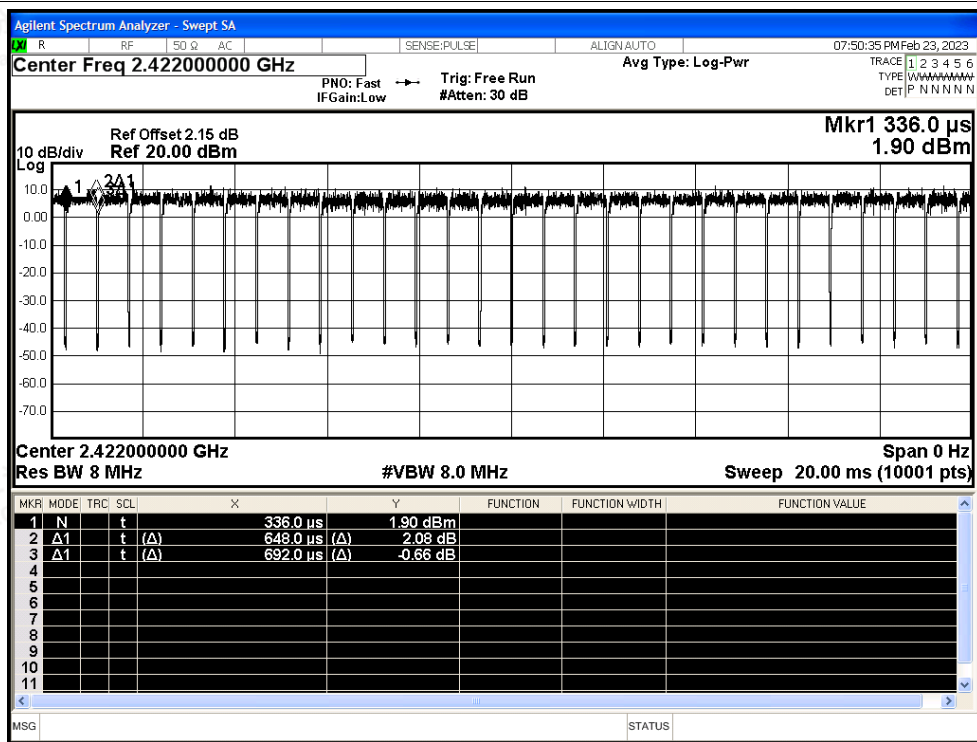 Agilent Spectrum Analyzer - Swept SA
LXI R RF 50 Ω AC SENSE:PULSE ALIGN AUTO 07:50:35 PM Feb 23, 2023
Center Freq 2.422000000 GHz Avg Type: Log-Pwr TRACE 1 2 3 4 5 6
PNO: Fast Trig: Free Run TYPE WWWWWW
IFGain:Low #Atten: 30 dB DET P N N N N N
Mkr1 336.0 µs
Ref Offset 2.15 dB
10 dB/div Ref 20.00 dBm 1.90 dBm
Log
1 2Δ1
3Δ1
10.0
0.00
-10.0
-20.0
-30.0
-40.0
-50.0
-60.0
-70.0
Center 2.422000000 GHz Span 0 Hz
Res BW 8 MHz #VBW 8.0 MHz Sweep 20.00 ms (10001 pts)
MKR MODE TRC SCL X Y FUNCTION FUNCTION WIDTH FUNCTION VALUE
1 N t 336.0 µs 1.90 dBm
2 Δ1 t (Δ) 648.0 µs (Δ) 2.08 dB
3 Δ1 t (Δ) 692.0 µs (Δ) -0.66 dB
4
5
6
7
8
9
10
11
MSG STATUS